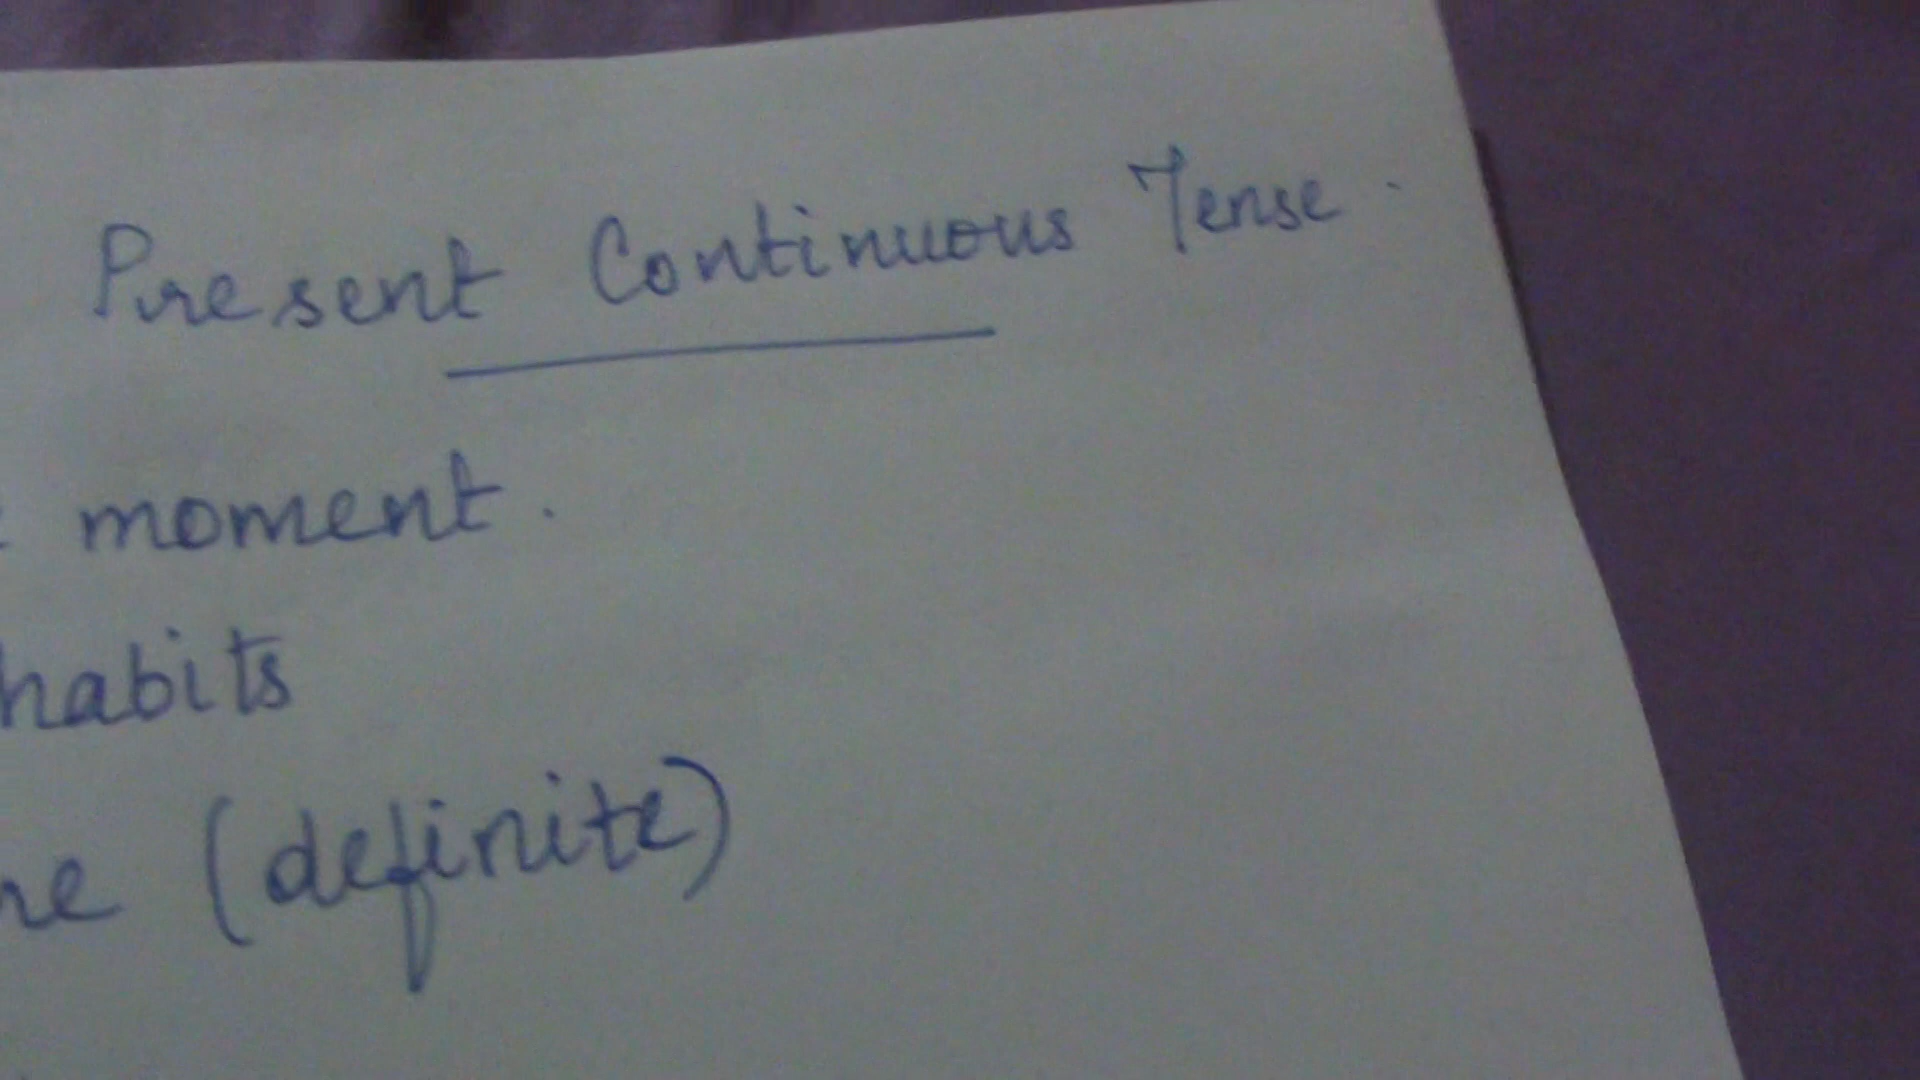 Present Continuous Tense.
moment.
habits
(definite)